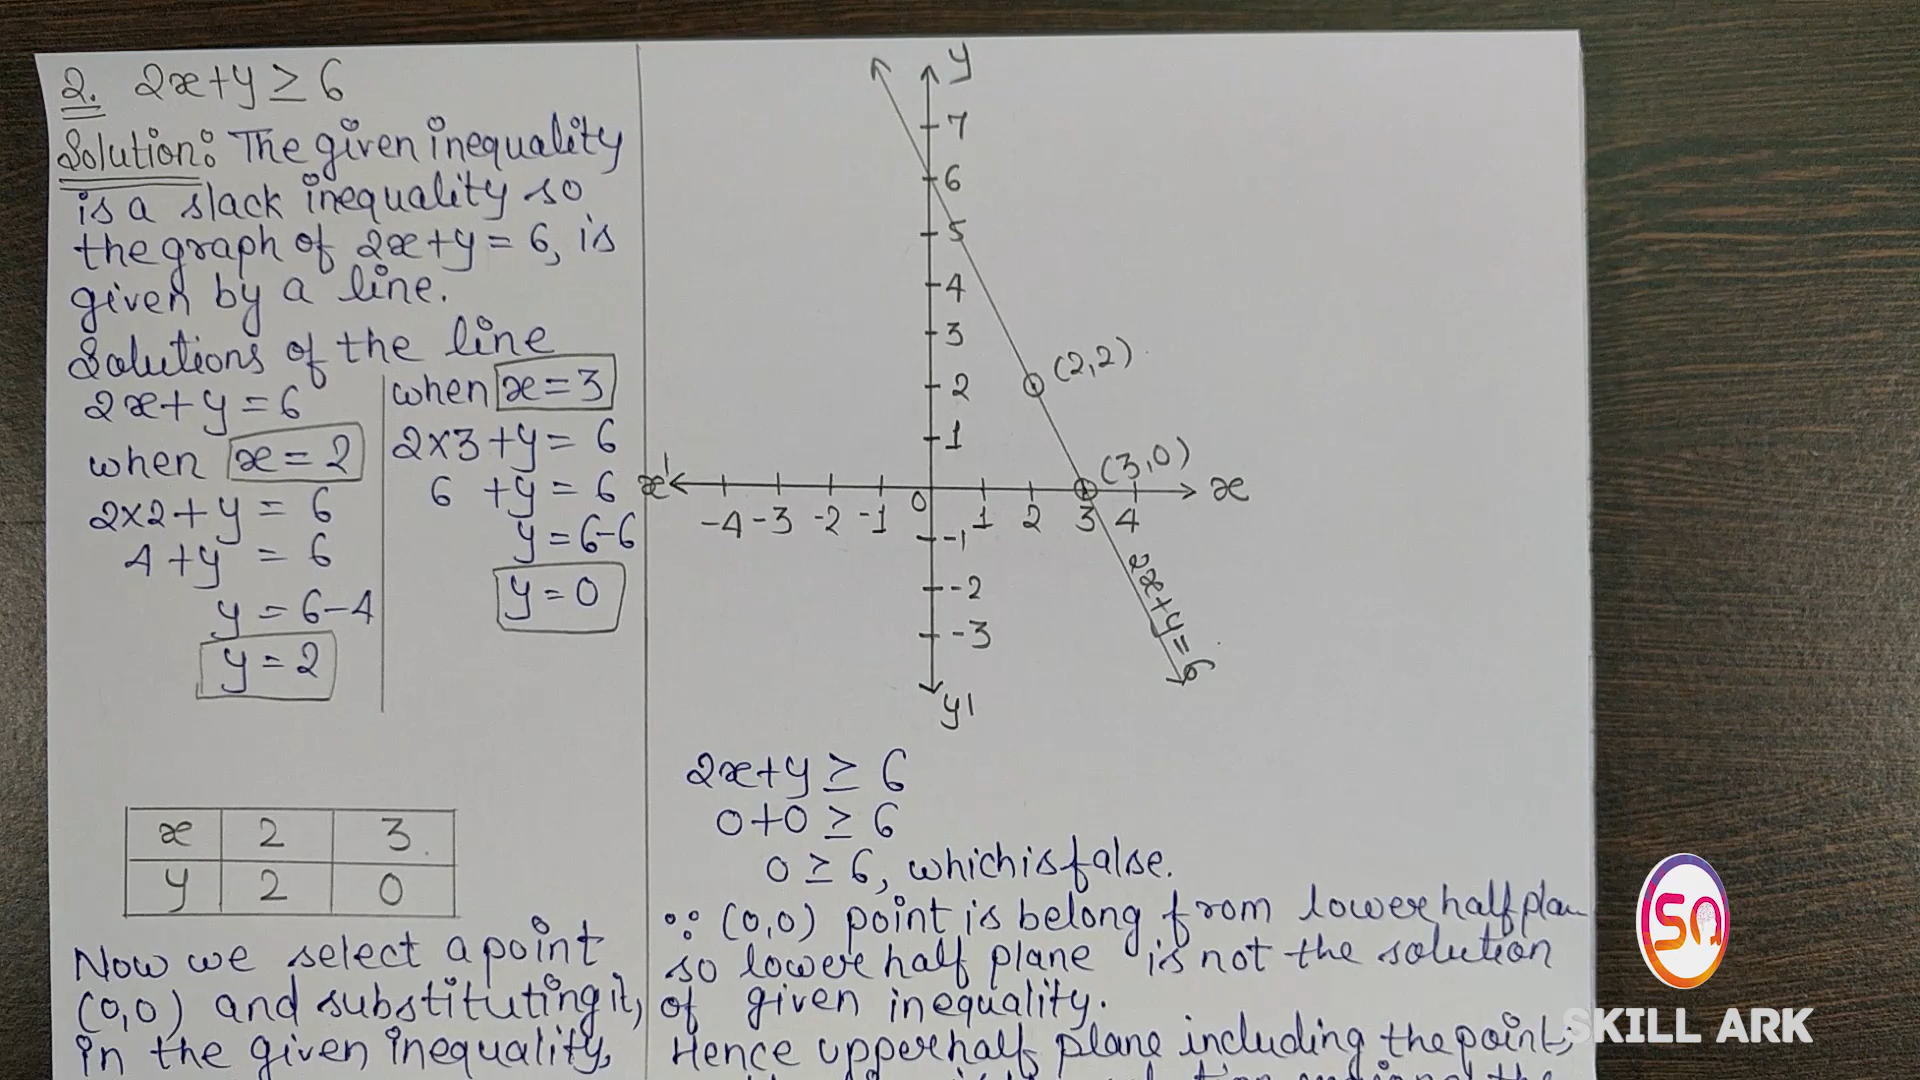 2. 2x+y ≥ 6
Solution: The given inequality
is a slack inequality so
the graph of 2x+y = 6, is
given by a line.
Solutions of the line
2x+y = 6
when x = 2
2×2+y = 6
4+y = 6
y = 6-4
y = 2
when x = 3
2×3+y = 6
6 +y = 6
y = 6-6
y = 0
x 2 3
y 2 0
Now we select a point
(0,0) and substituting it,
in the given inequality,
y
7
6
5
4
3
2
1
(2,2)
(3,0)
x' x
-4 -3 -2 -1 0 1 2 3 4
-1
-2
-3
y'
2x+y=6
2x+y ≥ 6
0+0 ≥ 6
0 ≥ 6, which is false.
∵ (0,0) point is belong from lower half plan
so lower half plane is not the solution
of given inequality.
Hence upper half plane including the points
SKILL ARK